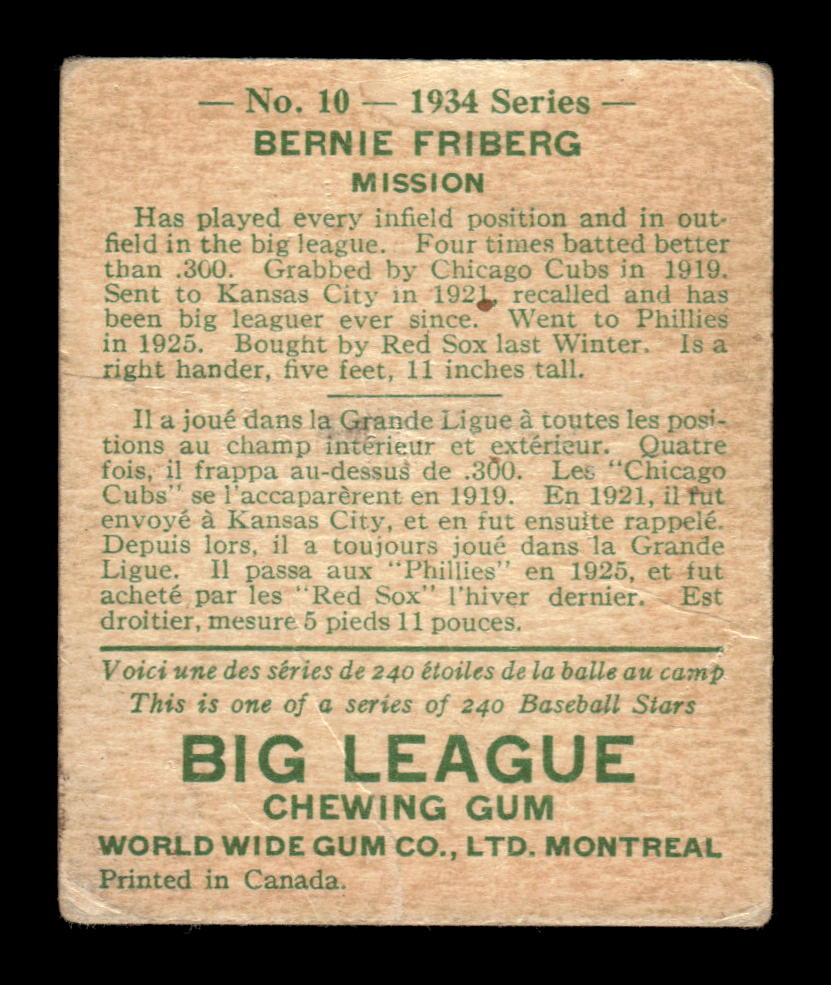 — No. 10 — 1934 Series —
BERNIE FRIBERG
MISSION
Has played every infield position and in out-
field in the big league. Four times batted better
than .300. Grabbed by Chicago Cubs in 1919.
Sent to Kansas City in 1921, recalled and has
been big leaguer ever since. Went to Phillies
in 1925. Bought by Red Sox last Winter. Is a
right hander, five feet, 11 inches tall.
Il a joué dans la Grande Ligue à toutes les posi-
tions au champ intérieur et extérieur. Quatre
fois, il frappa au-dessus de .300. Les "Chicago
Cubs" se l'accaparèrent en 1919. En 1921, il fut
envoyé à Kansas City, et en fut ensuite rappelé.
Depuis lors, il a toujours joué dans la Grande
Ligue. Il passa aux "Phillies" en 1925, et fut
acheté par les "Red Sox" l'hiver dernier. Est
droitier, mesure 5 pieds 11 pouces.
Voici une des séries de 240 étoiles de la balle au camp
This is one of a series of 240 Baseball Stars
BIG LEAGUE
CHEWING GUM
WORLD WIDE GUM CO., LTD. MONTREAL
Printed in Canada.